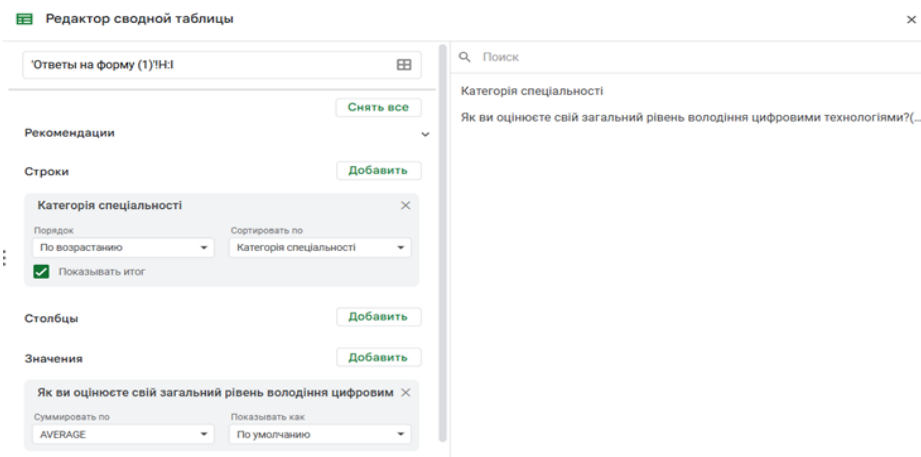 Редактор сводной таблицы
'Ответы на форму (1)'!H:I
Снять все
Рекомендации
Строки
Добавить
Категорія спеціальності
Порядок
Сортировать по
По возрастанию
Категорія спеціальності
Показывать итог
Столбцы
Добавить
Значения
Добавить
Як ви оцінюєте свій загальний рівень володіння цифровим
Суммировать по
Показывать как
AVERAGE
По умолчанию
Поиск
Категорія спеціальності
Як ви оцінюєте свій загальний рівень володіння цифровими технологіями?(...